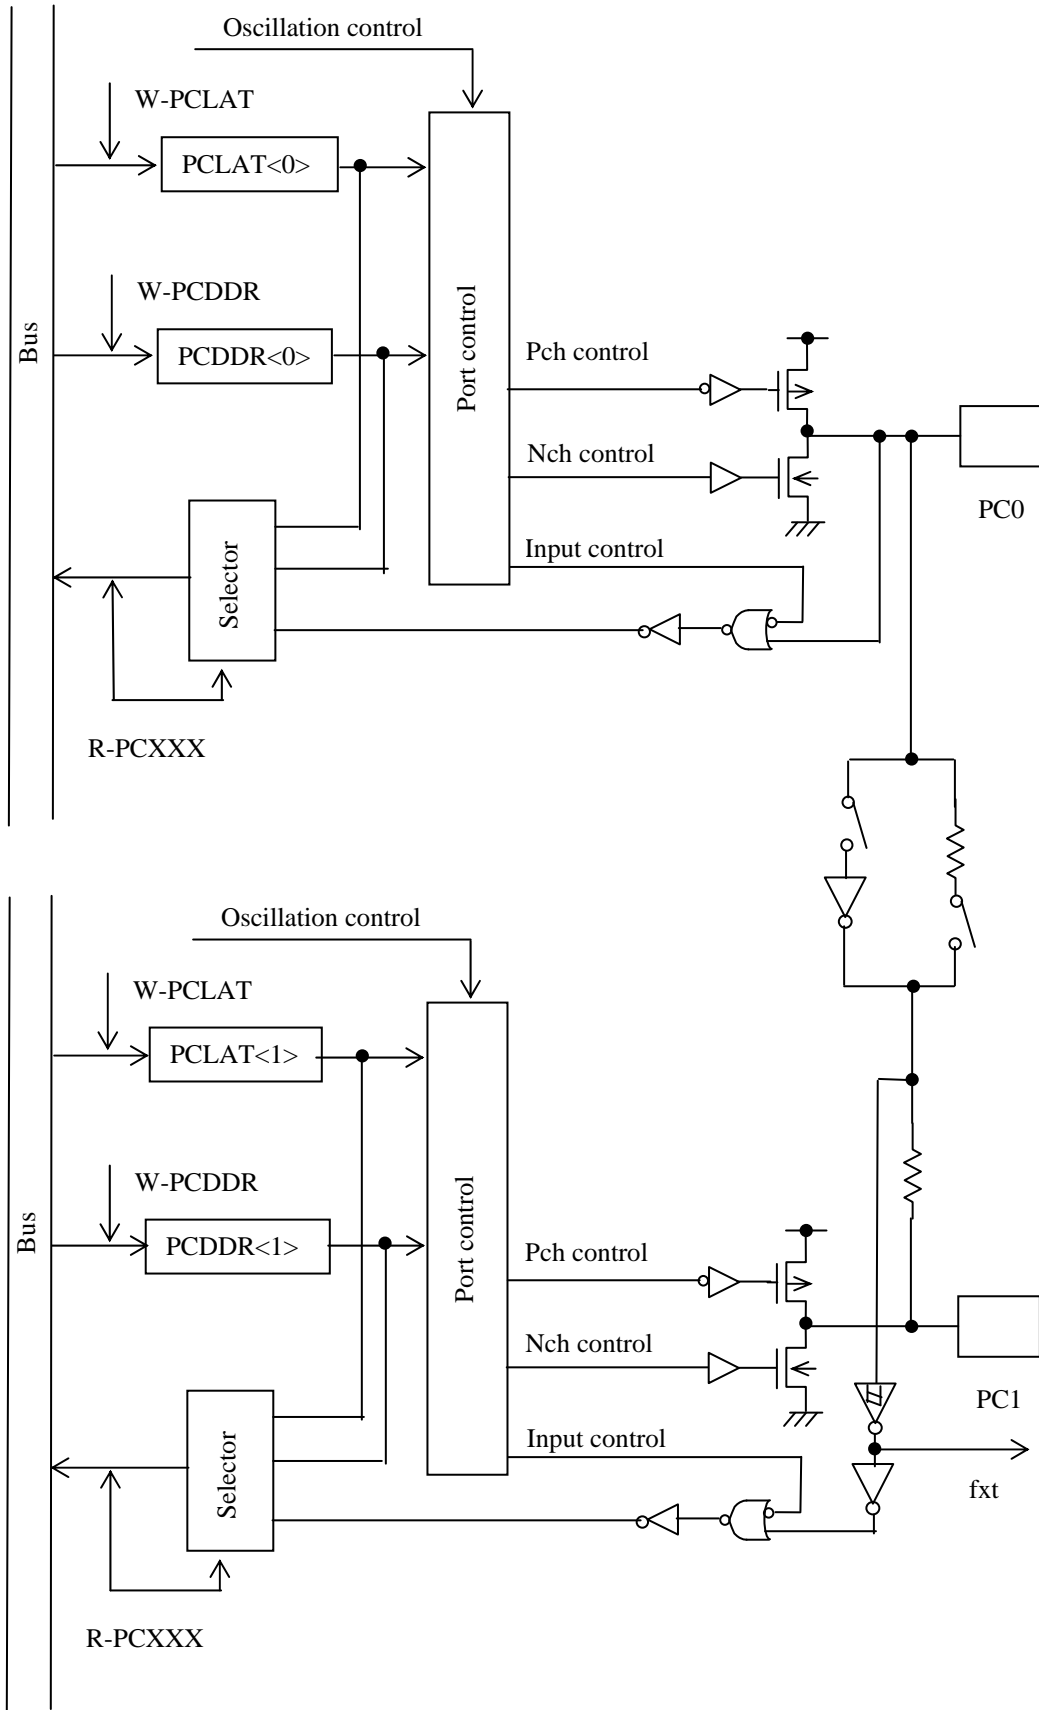 Oscillation control
W-PCLAT
PCLAT<0>
W-PCDDR
Bus
PCDDR<0>
Port control
Pch control
Nch control
PC0
Selector
Input control
R-PCXXX
Oscillation control
W-PCLAT
PCLAT<1>
W-PCDDR
Bus
PCDDR<1>
Port control
Pch control
Nch control
PC1
Selector
Input control
fxt
R-PCXXX